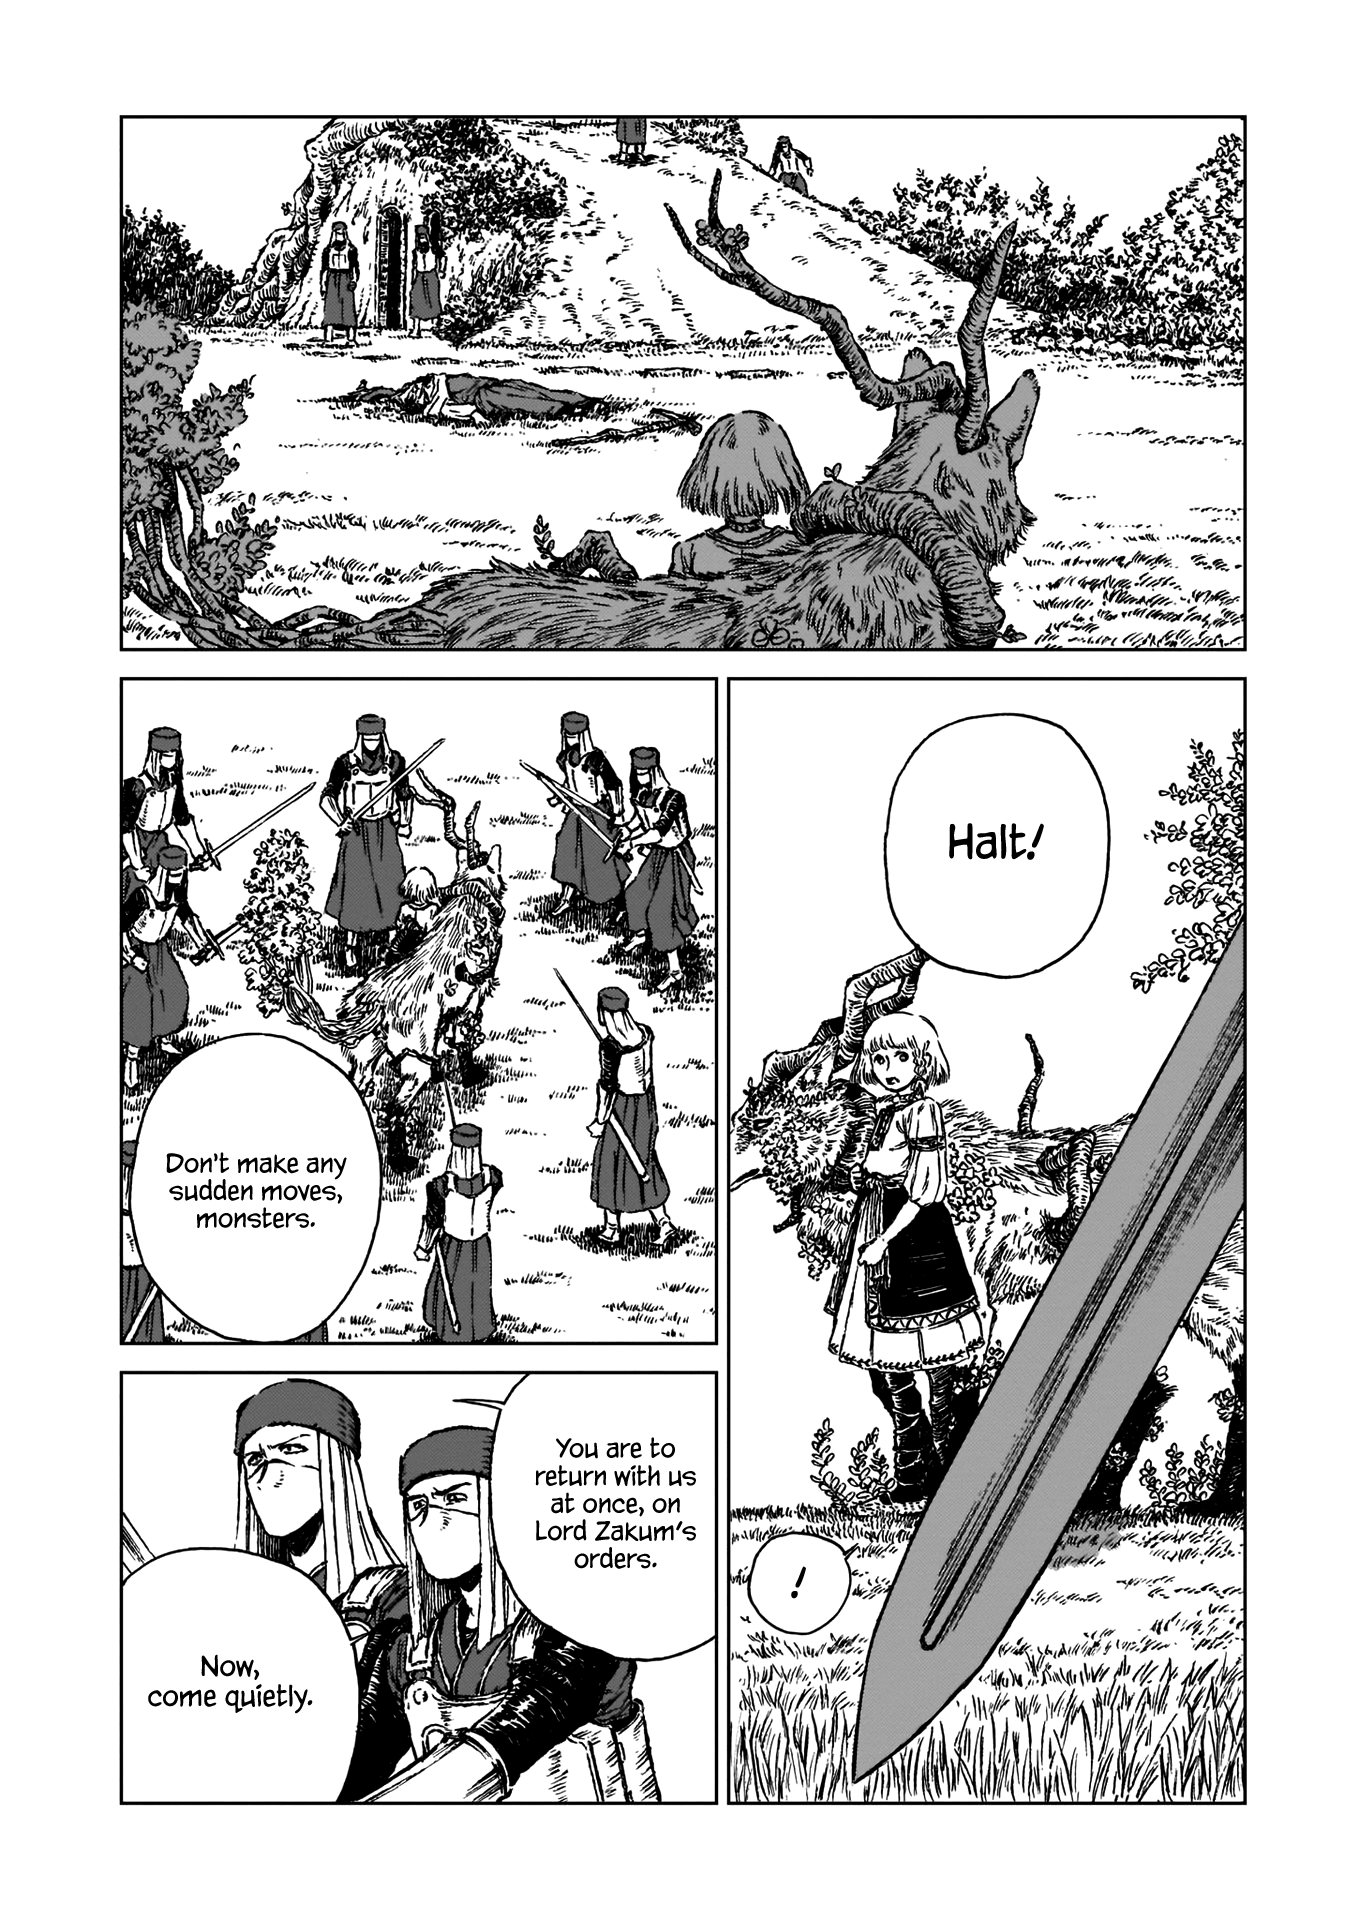 Halt!
!
Don't make any
sudden moves,
monsters.
You are to
return with us
at once, on
Lord Zakum's
orders.
Now,
come quietly.